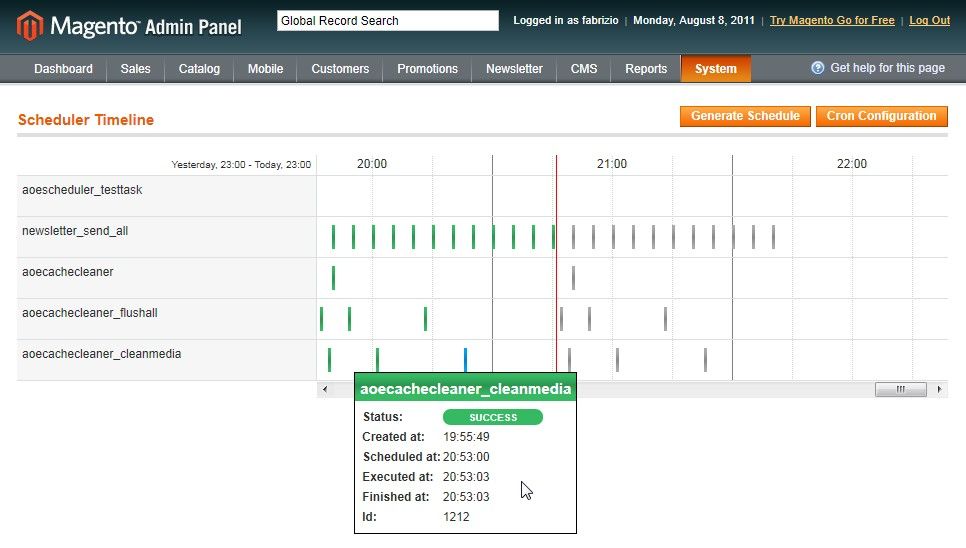 Magento Admin Panel
Global Record Search
Logged in as fabrizio | Monday, August 8, 2011 | Try Magento Go for Free | Log Out
Dashboard Sales Catalog Mobile Customers Promotions Newsletter CMS Reports System Get help for this page
Scheduler Timeline
Generate Schedule Cron Configuration
Yesterday, 23:00 - Today, 23:00 20:00 21:00 22:00
aoescheduler_testtask
newsletter_send_all
aoecachecleaner
aoecachecleaner_flushall
aoecachecleaner_cleanmedia
aoecachecleaner_cleanmedia
Status: SUCCESS
Created at: 19:55:49
Scheduled at: 20:53:00
Executed at: 20:53:03
Finished at: 20:53:03
Id: 1212